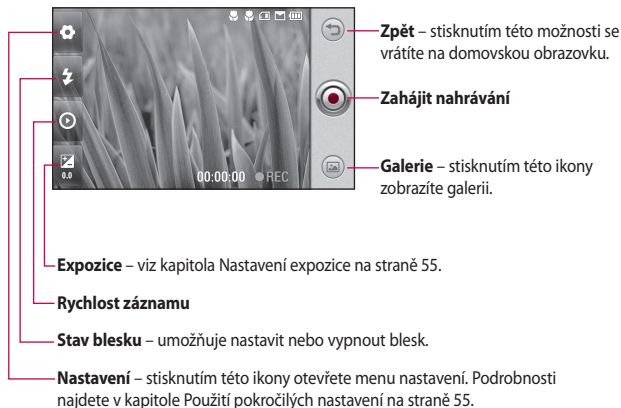 0.0
00:00:00 REC
Zpět – stisknutím této možnosti se
vrátíte na domovskou obrazovku.
Zahájit nahrávání
Galerie – stisknutím této ikony
zobrazíte galerii.
Expozice – viz kapitola Nastavení expozice na straně 55.
Rychlost záznamu
Stav blesku – umožňuje nastavit nebo vypnout blesk.
Nastavení – stisknutím této ikony otevřete menu nastavení. Podrobnosti
najdete v kapitole Použití pokročilých nastavení na straně 55.